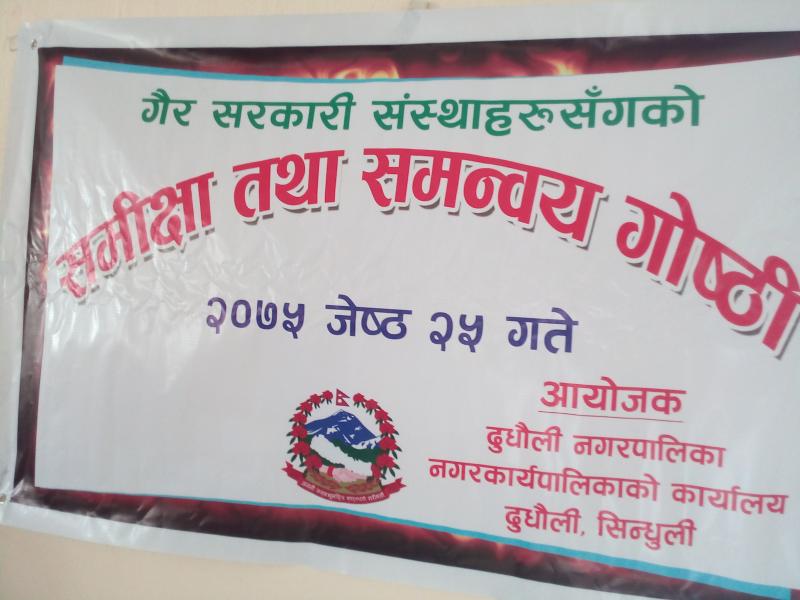 गैर सरकारी संस्थाहरूसँगको
समीक्षा तथा समन्वय गोष्ठी
२०७५ जेष्ठ २५ गते
आयोजक
दुधौली नगरपालिका
नगरकार्यपालिकाको कार्यालय
दुधौली, सिन्धुली